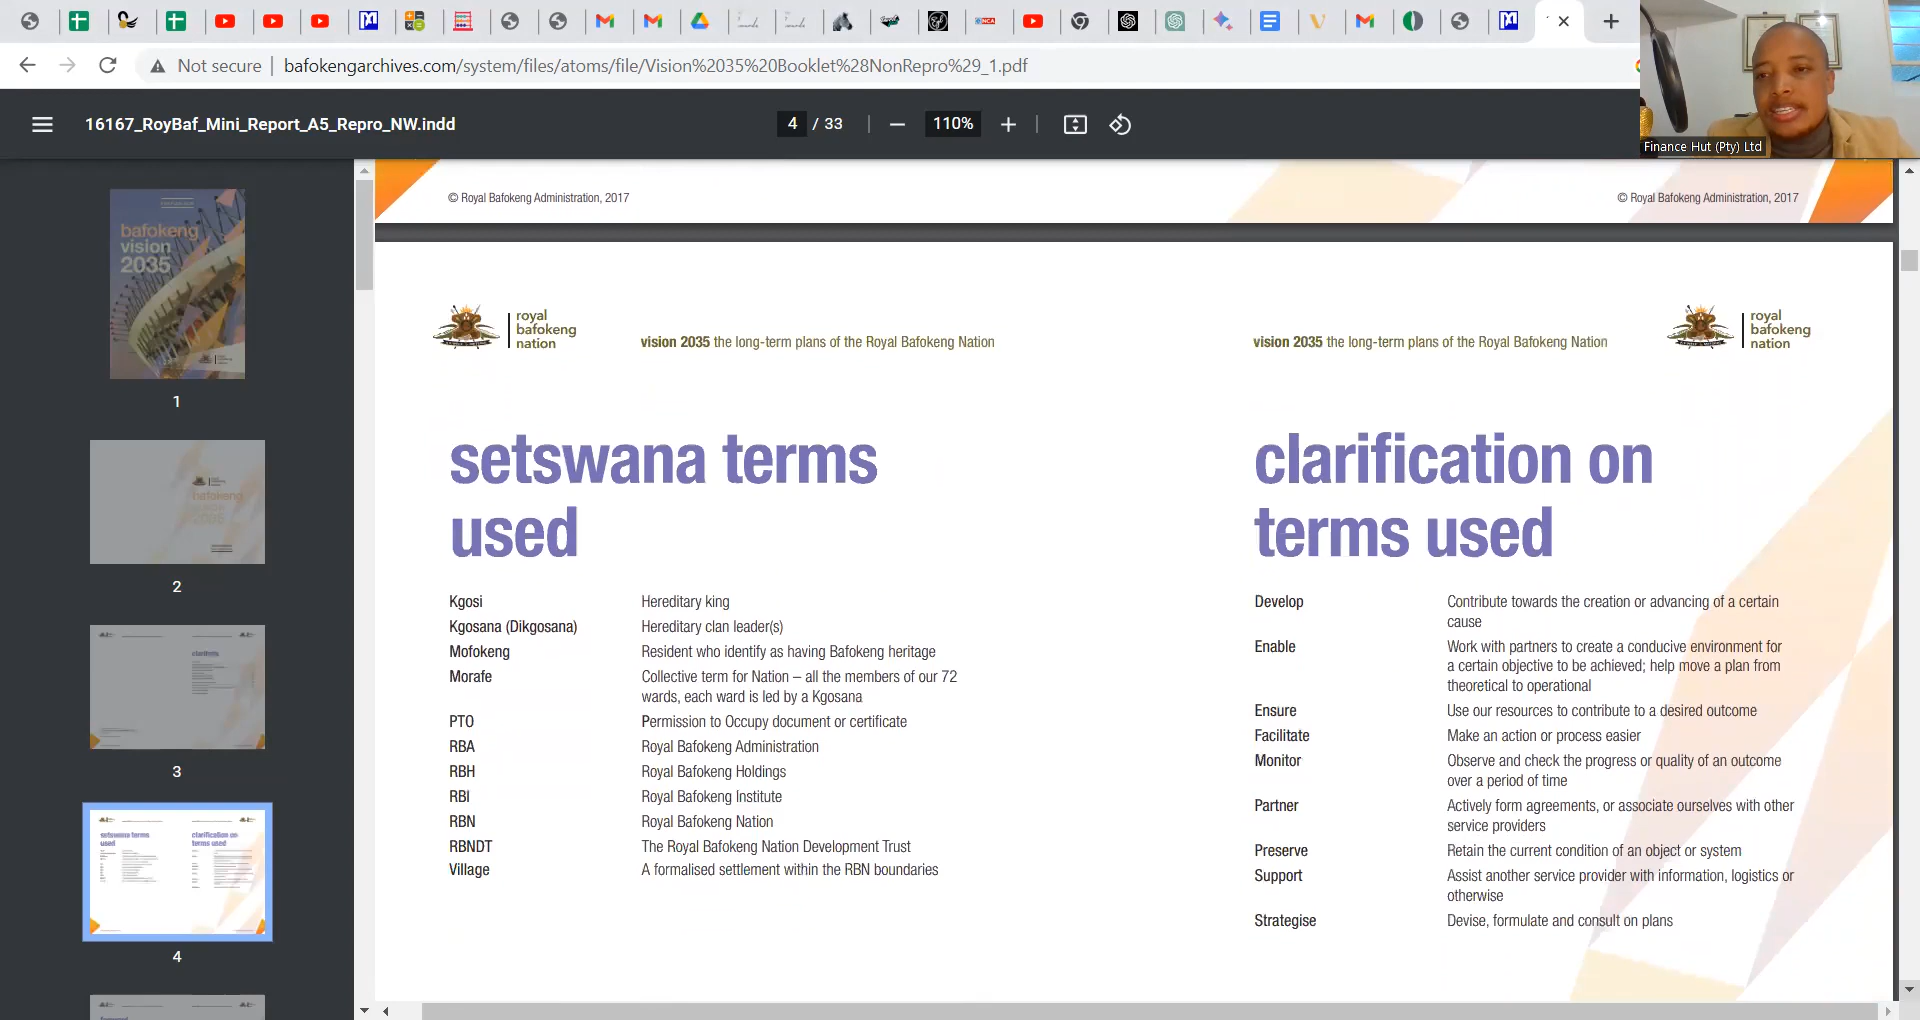 Not secure
bafokengarchives.com/system/files/atoms/file/Vision%2035%20Booklet%28NonRepro%29_1.pdf
16167_RoyBaf_Mini_Report_A5_Repro_NW.indd
4 / 33
110%
Finance Hut (Pty) Ltd
bafokeng
vision
2035
1
2
3
4
© Royal Bafokeng Administration, 2017
© Royal Bafokeng Administration, 2017
royal
bafokeng
nation
vision 2035 the long-term plans of the Royal Bafokeng Nation
setswana terms
used
Kgosi Hereditary king
Kgosana (Dikgosana) Hereditary clan leader(s)
Mofokeng Resident who identify as having Bafokeng heritage
Morafe Collective term for Nation – all the members of our 72
wards, each ward is led by a Kgosana
PTO Permission to Occupy document or certificate
RBA Royal Bafokeng Administration
RBH Royal Bafokeng Holdings
RBI Royal Bafokeng Institute
RBN Royal Bafokeng Nation
RBNDT The Royal Bafokeng Nation Development Trust
Village A formalised settlement within the RBN boundaries
vision 2035 the long-term plans of the Royal Bafokeng Nation
royal
bafokeng
nation
clarification on
terms used
Develop Contribute towards the creation or advancing of a certain
cause
Enable Work with partners to create a conducive environment for
a certain objective to be achieved; help move a plan from
theoretical to operational
Ensure Use our resources to contribute to a desired outcome
Facilitate Make an action or process easier
Monitor Observe and check the progress or quality of an outcome
over a period of time
Partner Actively form agreements, or associate ourselves with other
service providers
Preserve Retain the current condition of an object or system
Support Assist another service provider with information, logistics or
otherwise
Strategise Devise, formulate and consult on plans